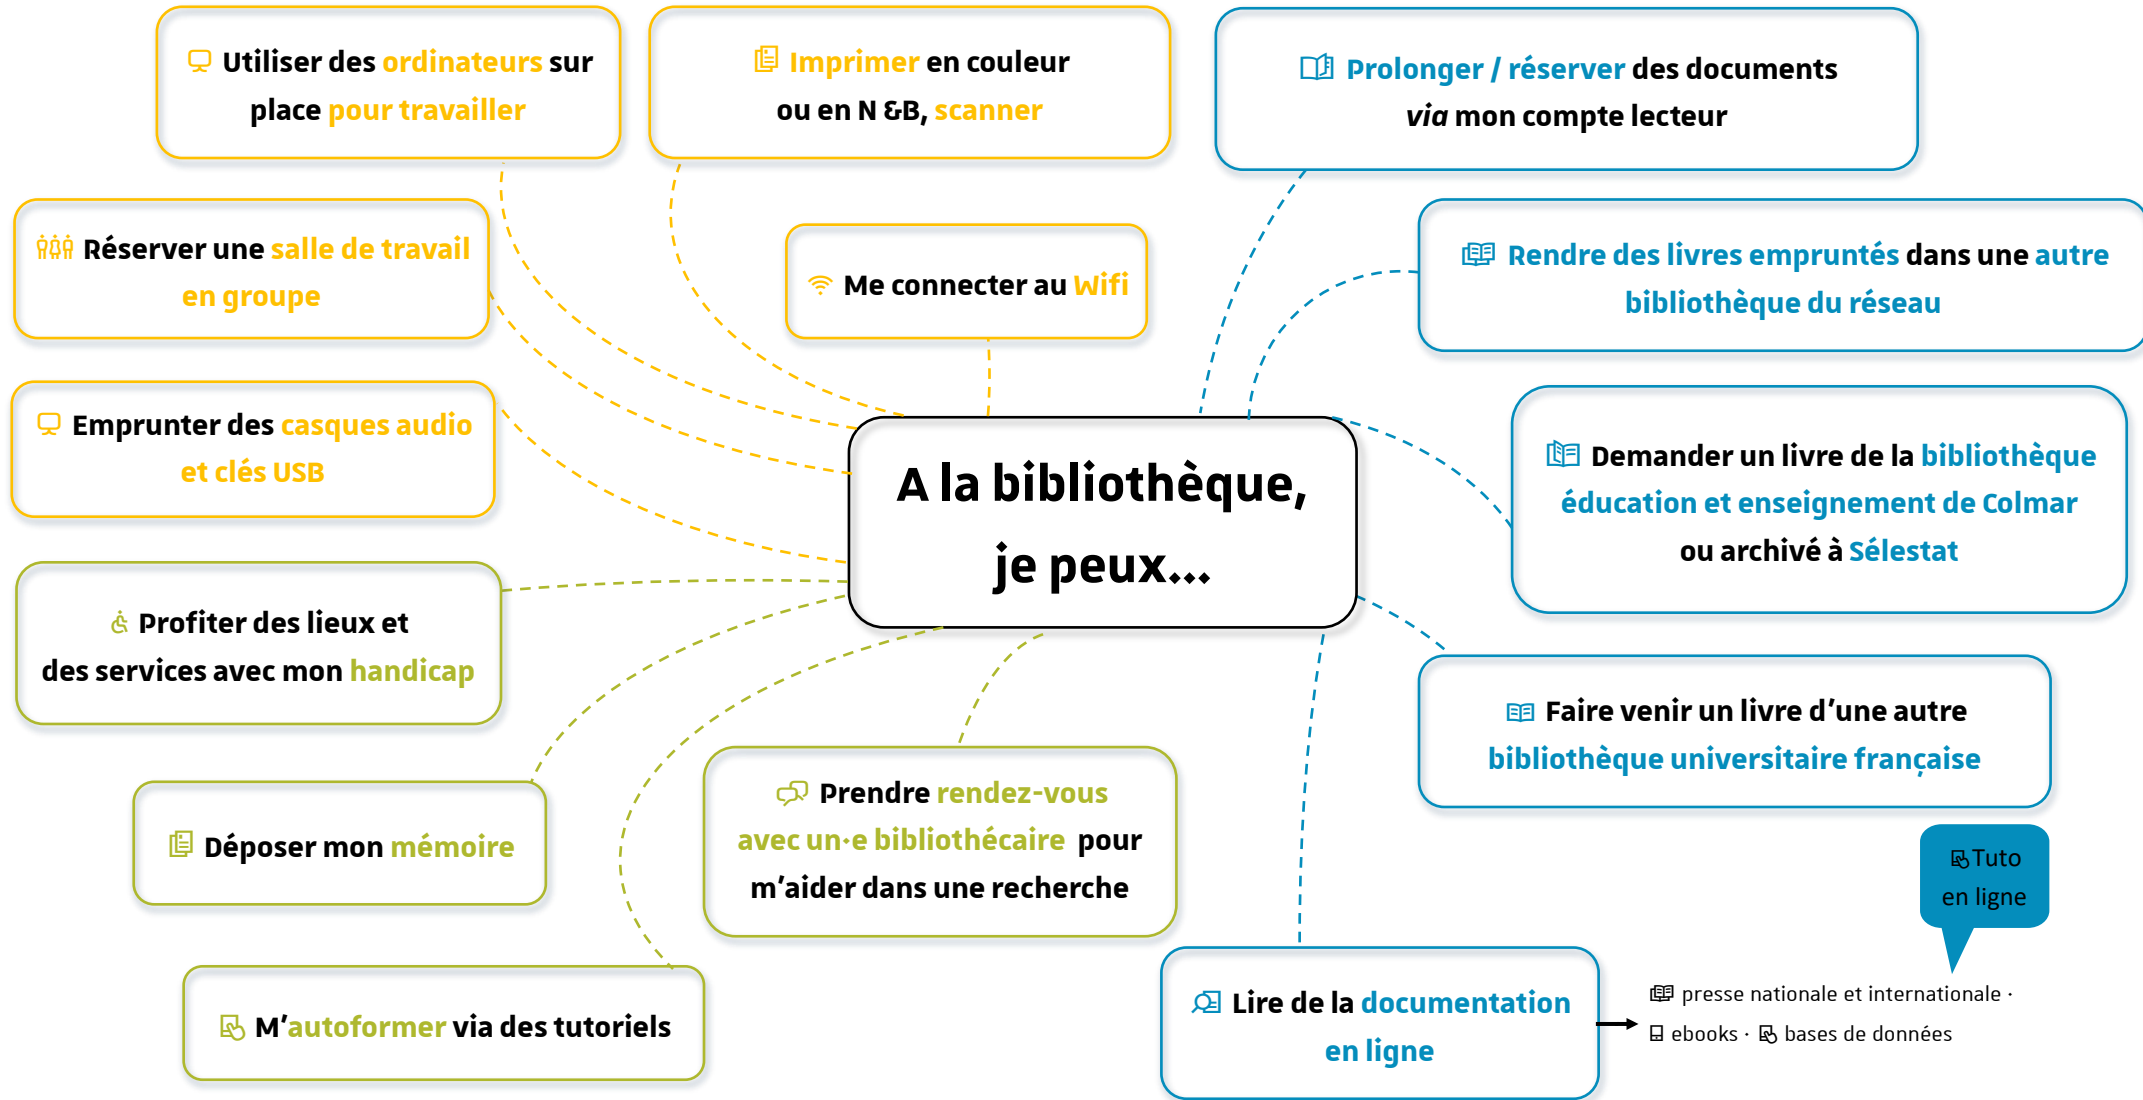 Utiliser des ordinateurs sur
place pour travailler
Imprimer en couleur
ou en N &B, scanner
Prolonger / réserver des documents
via mon compte lecteur
Réserver une salle de travail
en groupe
Me connecter au Wifi
Rendre des livres empruntés dans une autre
bibliothèque du réseau
Emprunter des casques audio
et clés USB
A la bibliothèque,
je peux...
Demander un livre de la bibliothèque
éducation et enseignement de Colmar
ou archivé à Sélestat
Profiter des lieux et
des services avec mon handicap
Faire venir un livre d'une autre
bibliothèque universitaire française
Déposer mon mémoire
Prendre rendez-vous
avec un·e bibliothécaire pour
m'aider dans une recherche
Tuto
en ligne
M'autoformer via des tutoriels
Lire de la documentation
en ligne
presse nationale et internationale ·
ebooks · bases de données